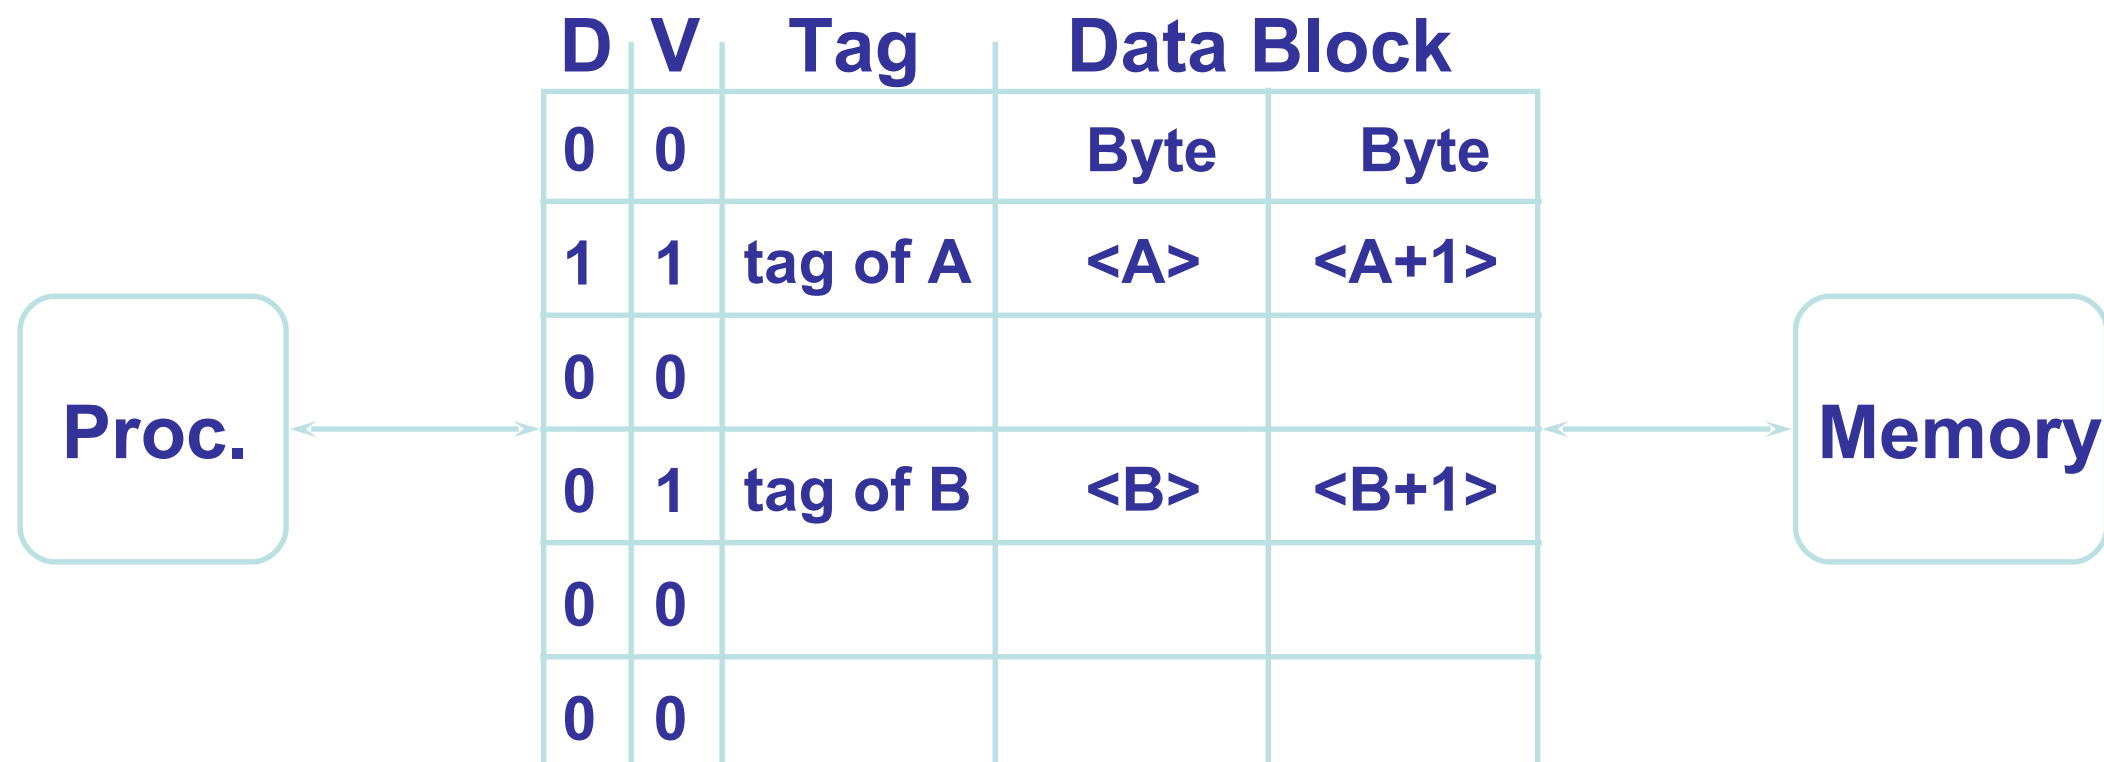 D V Tag Data Block
0 0 Byte Byte
1 1 tag of A <A> <A+1>
0 0
Proc. Memory
0 1 tag of B <B> <B+1>
0 0
0 0